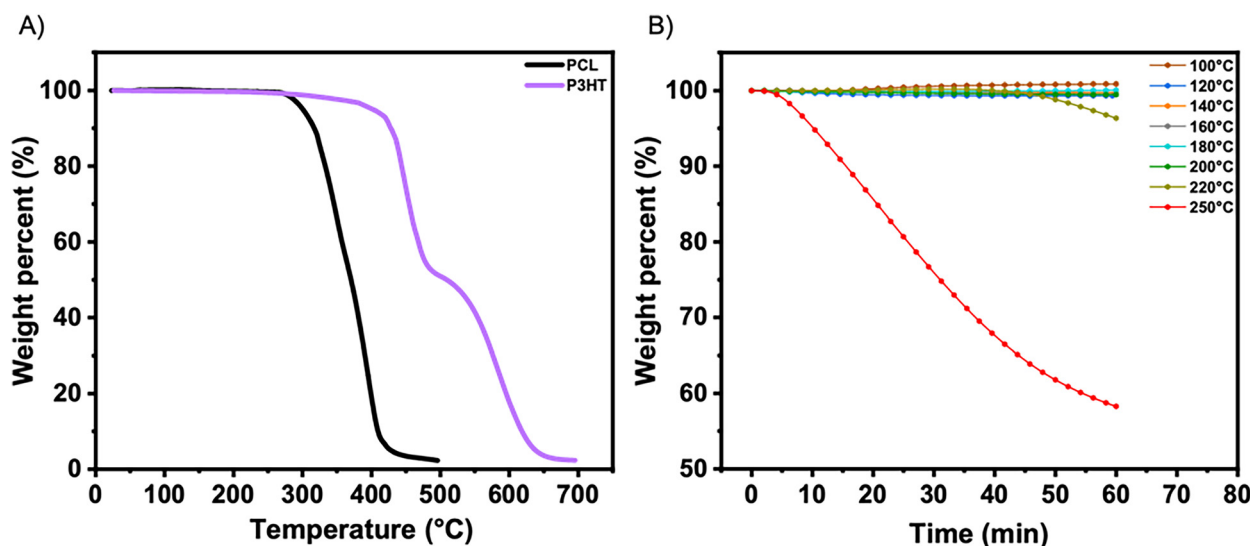 A)
Weight percent (%)
100
80
60
40
20
0
PCL
P3HT
0 100 200 300 400 500 600 700
Temperature (°C)
B)
Weight percent (%)
100
90
80
70
60
50
100°C
120°C
140°C
160°C
180°C
200°C
220°C
250°C
0 10 20 30 40 50 60 70 80
Time (min)